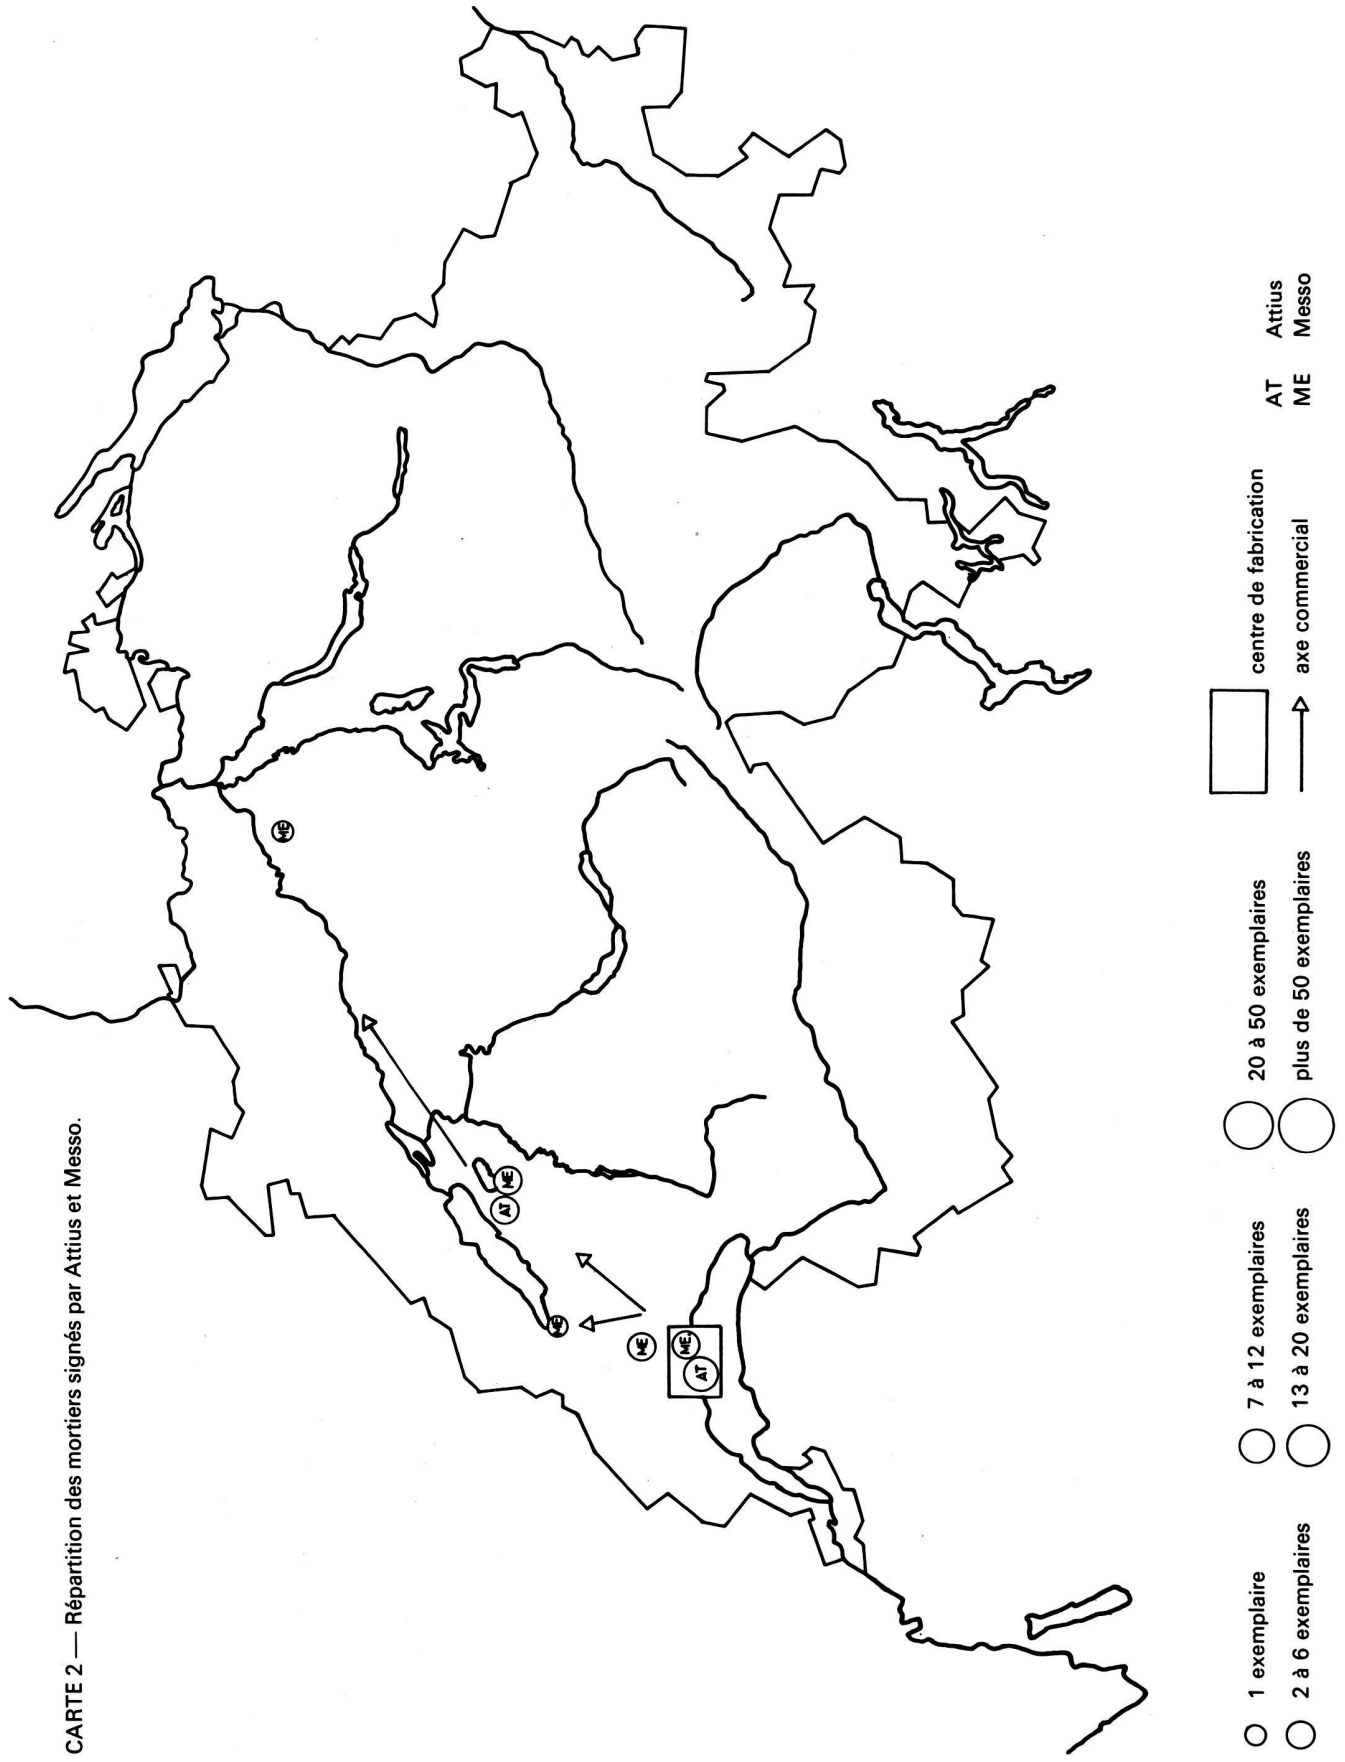 CARTE 2 — Répartition des mortiers signés par Attius et Messo.
ME
ME
AT
ME
ME
ME.
AT
1 exemplaire
2 à 6 exemplaires
7 à 12 exemplaires
13 à 20 exemplaires
20 à 50 exemplaires
plus de 50 exemplaires
centre de fabrication
axe commercial
AT Attius
ME Messo